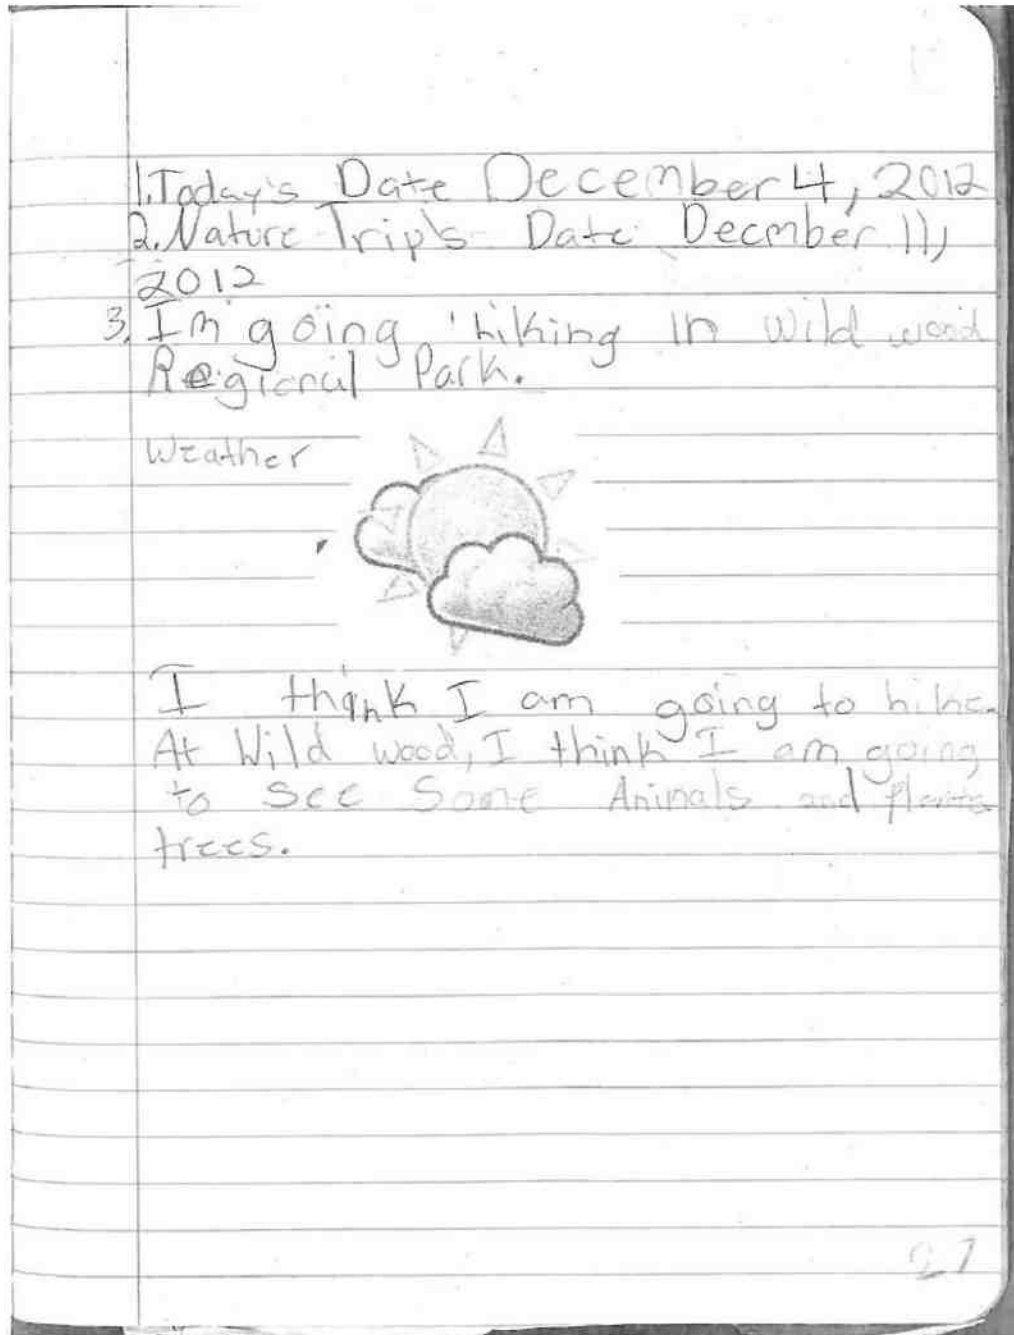 1. Today's Date December 4, 2012
2. Nature Trip's Date Decmber 11,
2012
3. Im going hiking in Wild wood
Regional Park.
Weather
I think I am going to hike.
At Wild wood, I think I am going
to see Some Animals and plants
trees.
27